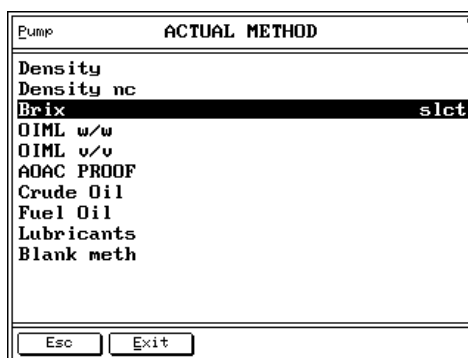 Pump ACTUAL METHOD
Density
Density nc
Brix slct
OIML w/w
OIML v/v
AOAC PROOF
Crude Oil
Fuel Oil
Lubricants
Blank meth
Esc Exit